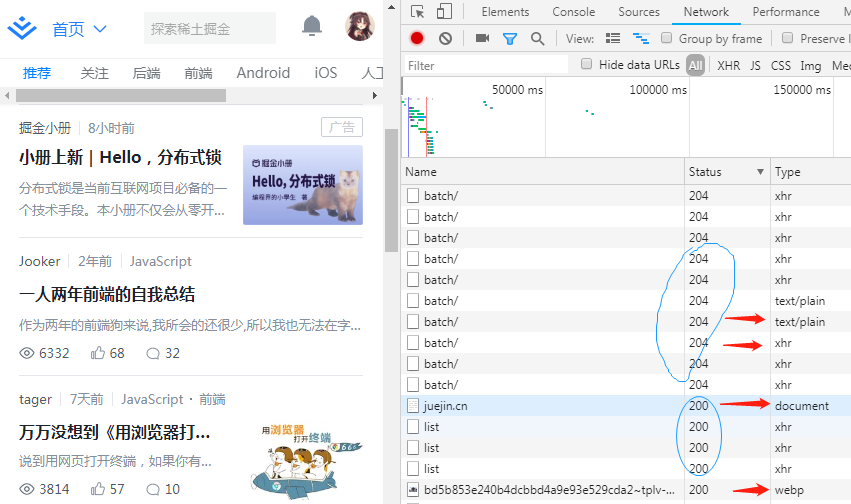 首页
探索稀土掘金
推荐 关注 后端 前端 Android iOS 人工
掘金小册 8小时前 广告
小册上新 | Hello，分布式锁
分布式锁是当前互联网项目必备的一
个技术手段。本小册不仅会从零开...
掘金小册
Hello, 分布式锁
编程界的小學生 著
Jooker 2年前 JavaScript
一人两年前端的自我总结
作为两年的前端狗来说,我所会的还很少,所以我也无法在字...
6332 68 32
tager 7天前 JavaScript · 前端
万万没想到《用浏览器打...
说到用网页打开终端，如果你有...
用浏览器
打开终端
666
3814 57 10
Elements Console Sources Network Performance M
View: Group by frame Preserve l
Filter Hide data URLs All XHR JS CSS Img Med
50000 ms 100000 ms 150000 ms
Name Status Type
batch/ 204 xhr
batch/ 204 xhr
batch/ 204 xhr
batch/ 204 xhr
batch/ 204 xhr
batch/ 204 text/plain
batch/ 204 text/plain
batch/ 204 xhr
batch/ 204 xhr
batch/ 204 xhr
juejin.cn 200 document
list 200 xhr
list 200 xhr
list 200 xhr
bd5b853e240b4dcbbd4a9e93e529cda2~tplv-... 200 webp